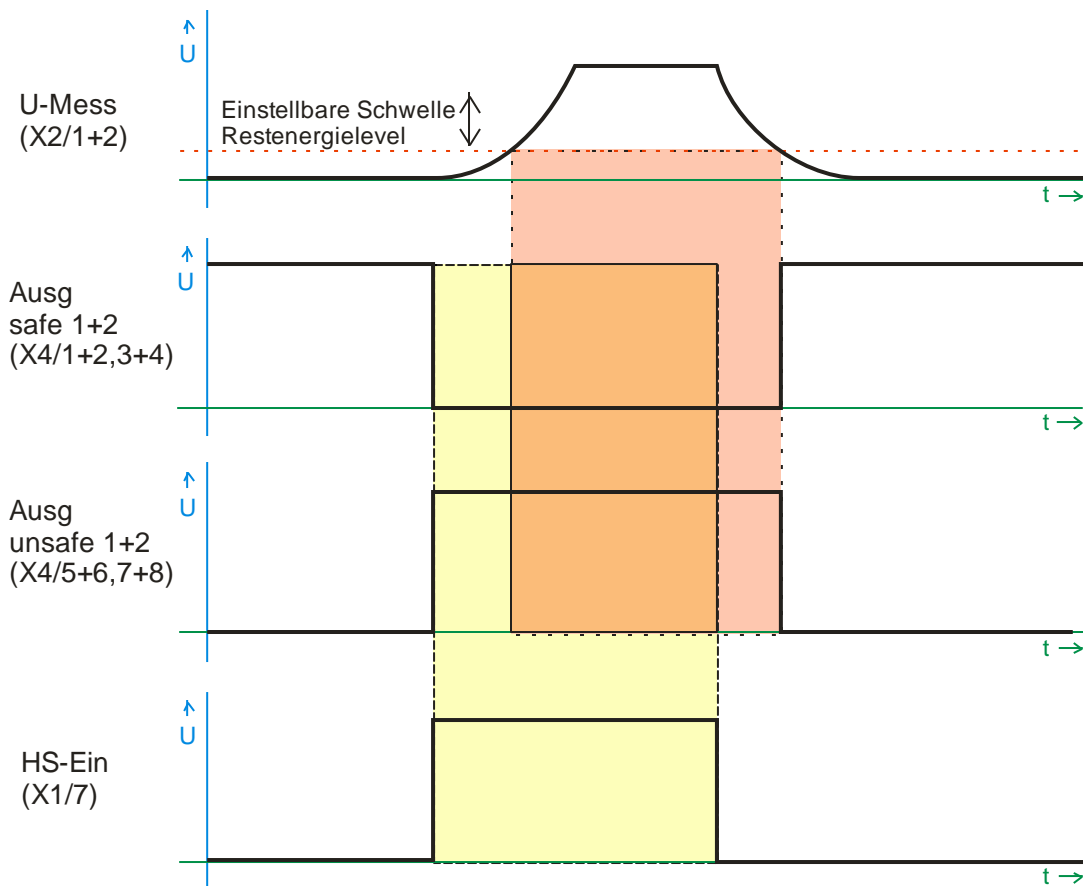 U
U-Mess
(X2/1+2)
Einstellbare Schwelle
Restenergielevel
t
U
Ausg
safe 1+2
(X4/1+2,3+4)
t
U
Ausg
unsafe 1+2
(X4/5+6,7+8)
t
U
HS-Ein
(X1/7)
t